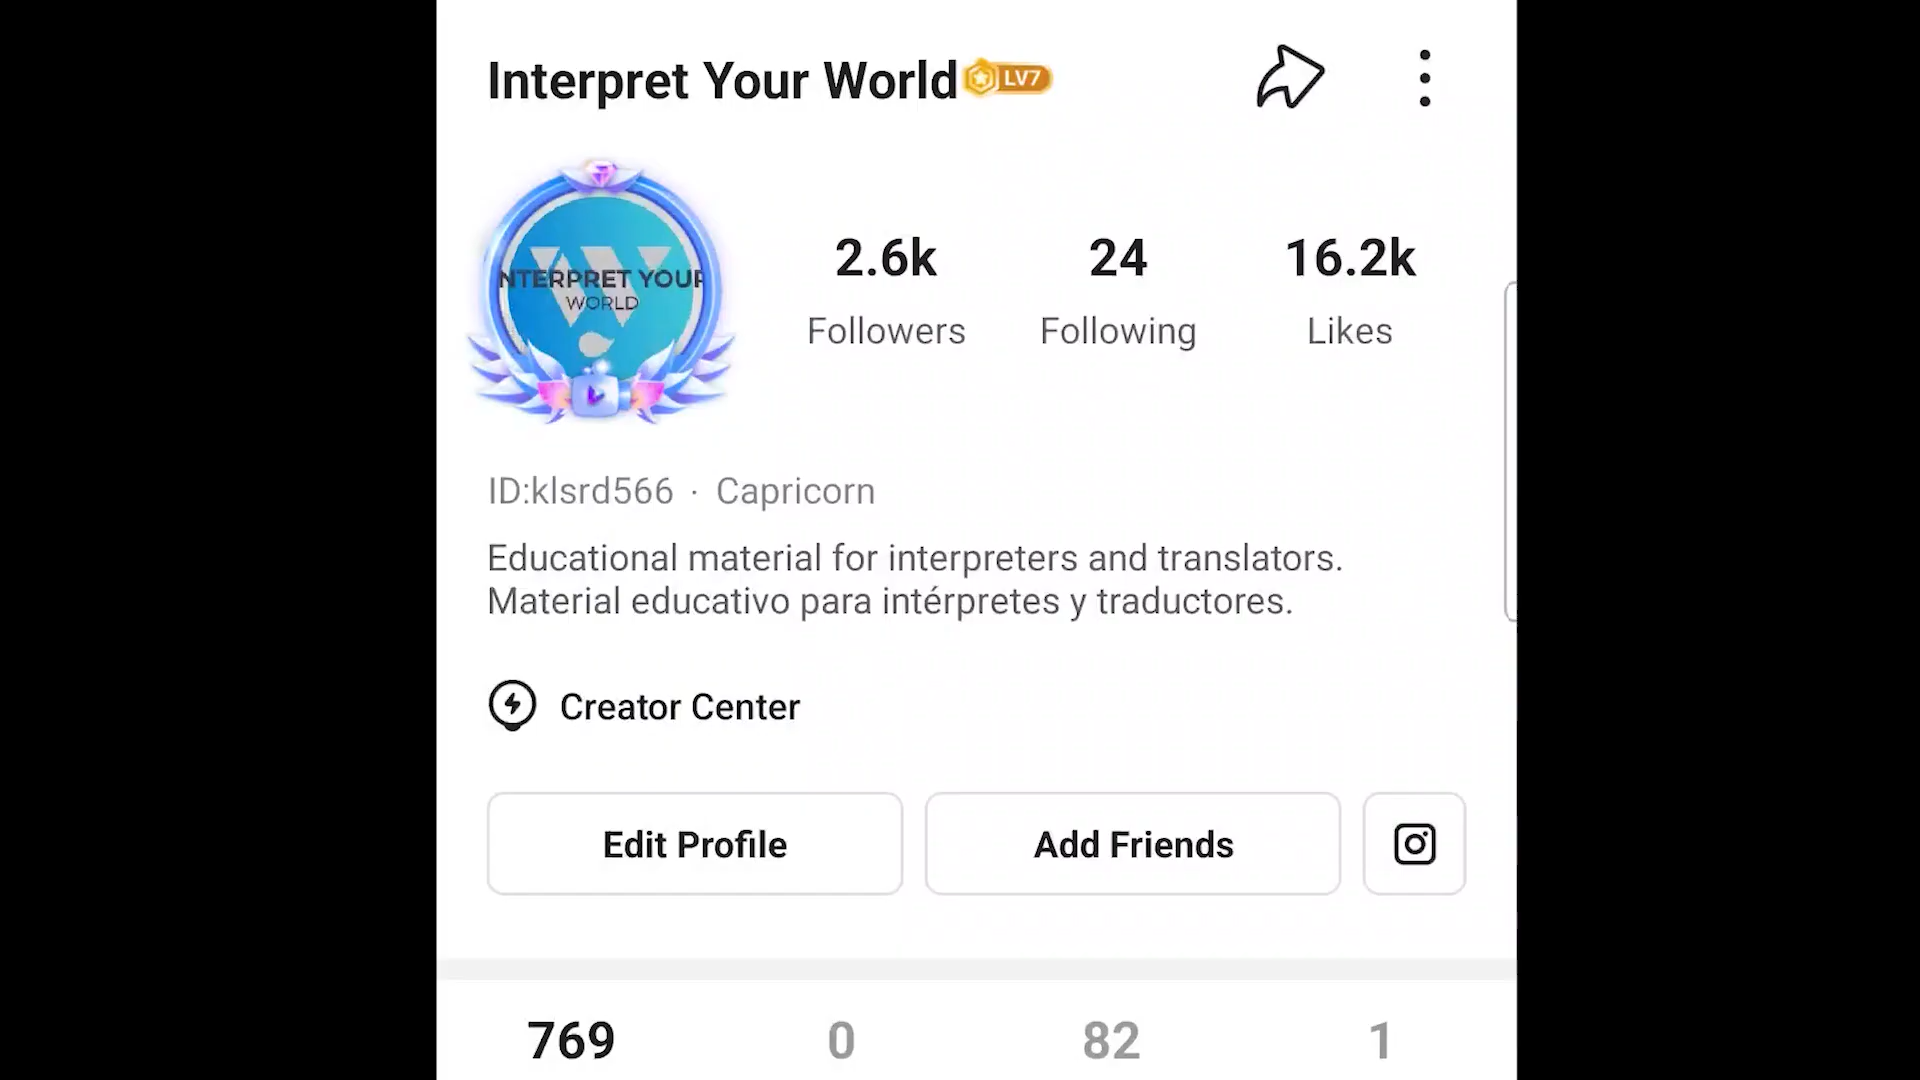 Interpret Your World LV7
NTERPRET YOUR
WORLD
2.6k 24 16.2k
Followers Following Likes
ID:klsrd566 · Capricorn
Educational material for interpreters and translators.
Material educativo para intérpretes y traductores.
Creator Center
Edit Profile Add Friends
769 0 82 1